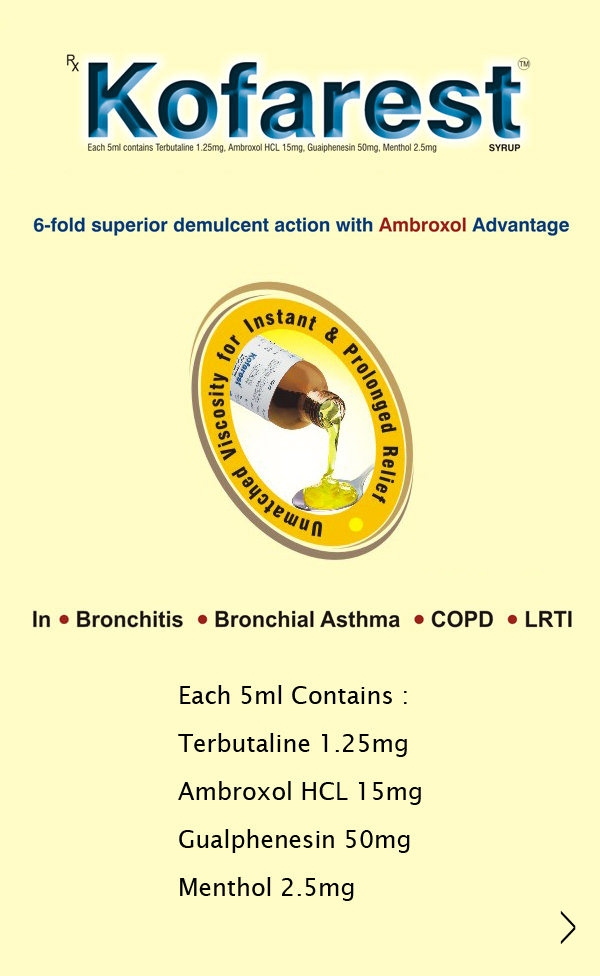 Rx Kofarest TM
Each 5ml contains Terbutaline 1.25mg, Ambroxol HCL 15mg, Guaiphenesin 50mg, Menthol 2.5mg SYRUP
6-fold superior demulcent action with Ambroxol Advantage
Unmatched Viscosity for Instant & Prolonged Relief
Kofarest
In • Bronchitis • Bronchial Asthma • COPD • LRTI
Each 5ml Contains :
Terbutaline 1.25mg
Ambroxol HCL 15mg
Gualphenesin 50mg
Menthol 2.5mg